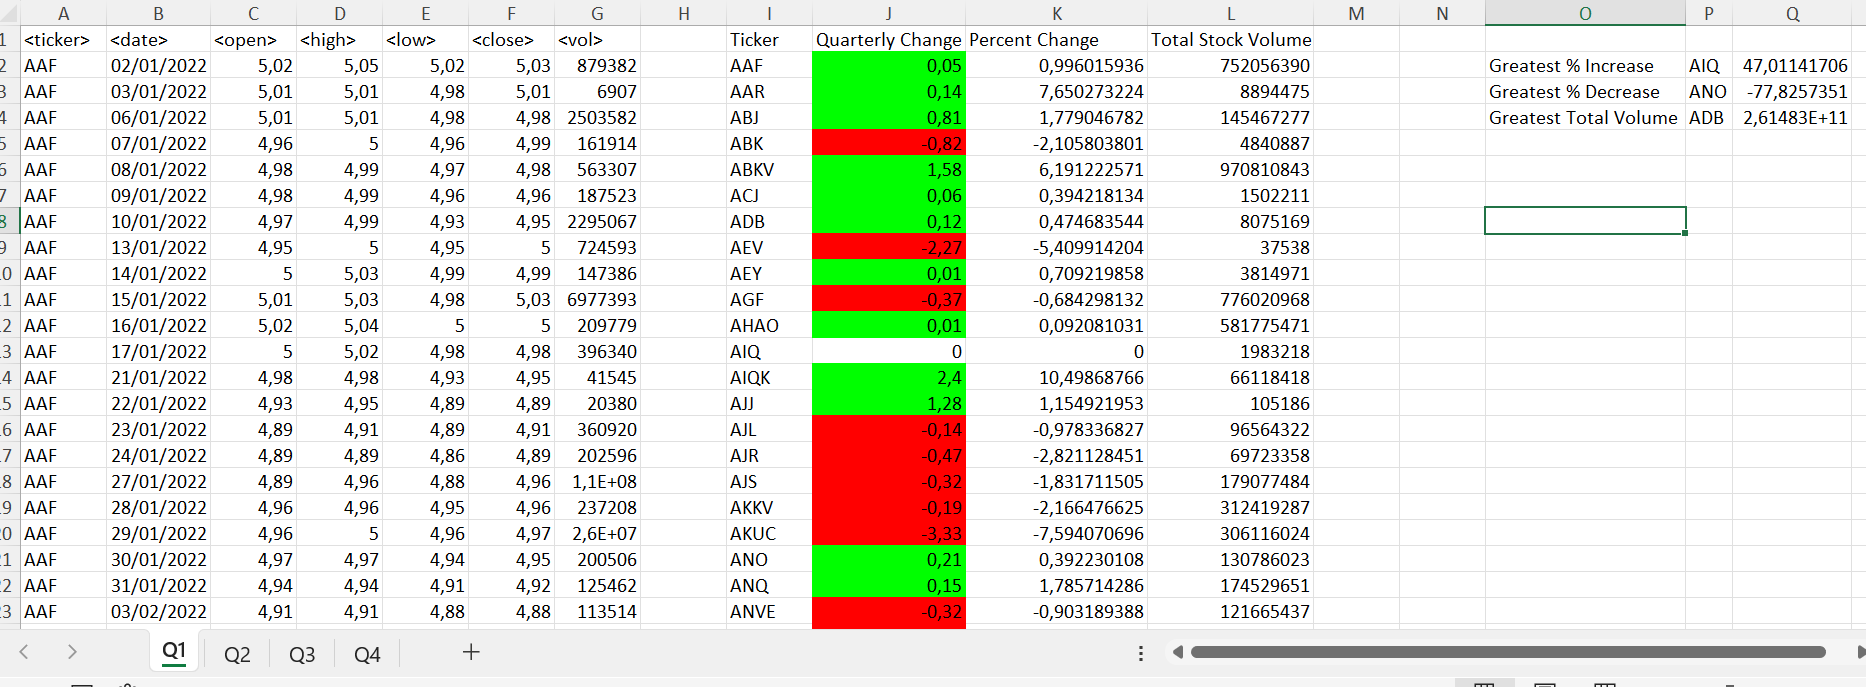 A B C D E F G H I J K L M N O P Q
1 <ticker> <date> <open> <high> <low> <close> <vol> Ticker Quarterly Change Percent Change Total Stock Volume
2 AAF 02/01/2022 5,02 5,05 5,02 5,03 879382 AAF 0,05 0,996015936 752056390 Greatest % Increase AIQ 47,01141706
3 AAF 03/01/2022 5,01 5,01 4,98 5,01 6907 AAR 0,14 7,650273224 8894475 Greatest % Decrease ANO -77,8257351
4 AAF 06/01/2022 5,01 5,01 4,98 4,98 2503582 ABJ 0,81 1,779046782 145467277 Greatest Total Volume ADB 2,61483E+11
5 AAF 07/01/2022 4,96 5 4,96 4,99 161914 ABK -0,82 -2,105803801 4840887
6 AAF 08/01/2022 4,98 4,99 4,97 4,98 563307 ABKV 1,58 6,191222571 970810843
7 AAF 09/01/2022 4,98 4,99 4,96 4,96 187523 ACJ 0,06 0,394218134 1502211
8 AAF 10/01/2022 4,97 4,99 4,93 4,95 2295067 ADB 0,12 0,474683544 8075169
9 AAF 13/01/2022 4,95 5 4,95 5 724593 AEV -2,27 -5,409914204 37538
0 AAF 14/01/2022 5 5,03 4,99 4,99 147386 AEY 0,01 0,709219858 3814971
1 AAF 15/01/2022 5,01 5,03 4,98 5,03 6977393 AGF -0,37 -0,684298132 776020968
2 AAF 16/01/2022 5,02 5,04 5 5 209779 AHAO 0,01 0,092081031 581775471
3 AAF 17/01/2022 5 5,02 4,98 4,98 396340 AIQ 0 0 1983218
4 AAF 21/01/2022 4,98 4,98 4,93 4,95 41545 AIQK 2,4 10,49868766 66118418
5 AAF 22/01/2022 4,93 4,95 4,89 4,89 20380 AJJ 1,28 1,154921953 105186
6 AAF 23/01/2022 4,89 4,91 4,89 4,91 360920 AJL -0,14 -0,978336827 96564322
7 AAF 24/01/2022 4,89 4,89 4,86 4,89 202596 AJR -0,47 -2,821128451 69723358
8 AAF 27/01/2022 4,89 4,96 4,88 4,96 1,1E+08 AJS -0,32 -1,831711505 179077484
9 AAF 28/01/2022 4,96 4,96 4,95 4,96 237208 AKKV -0,19 -2,166476625 312419287
0 AAF 29/01/2022 4,96 5 4,96 4,97 2,6E+07 AKUC -3,33 -7,594070696 306116024
1 AAF 30/01/2022 4,97 4,97 4,94 4,95 200506 ANO 0,21 0,392230108 130786023
2 AAF 31/01/2022 4,94 4,94 4,91 4,92 125462 ANQ 0,15 1,785714286 174529651
3 AAF 03/02/2022 4,91 4,91 4,88 4,88 113514 ANVE -0,32 -0,903189388 121665437
Q1 Q2 Q3 Q4